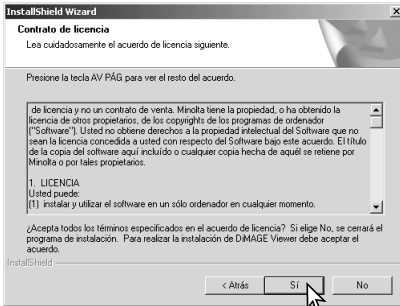 InstallShield Wizard
Contrato de licencia
Lea cuidadosamente el acuerdo de licencia siguiente.
Presione la tecla AV PÁG para ver el resto del acuerdo.
de licencia y no un contrato de venta. Minolta tiene la propiedad, o ha obtenido la
licencia de otros propietarios, de los copyrights de los programas de ordenador
("Software"). Usted no obtiene derechos a la propiedad intelectual del Software que no
sean la licencia concedida a usted con respecto del Software bajo este acuerdo. El título
de la copia del software aquí incluído o cualquier copia hecha de aquél se retiene por
Minolta o por tales propietarios.
1. LICENCIA
Usted puede:
(1) instalar y utilizar el software en un sólo ordenador en cualquier momento.
¿Acepta todos los términos especificados en el acuerdo de licencia? Si elige No, se cerrará el
programa de instalación. Para realizar la instalación de DiMAGE Viewer debe aceptar el
acuerdo.
InstallShield
< Atrás Sí No